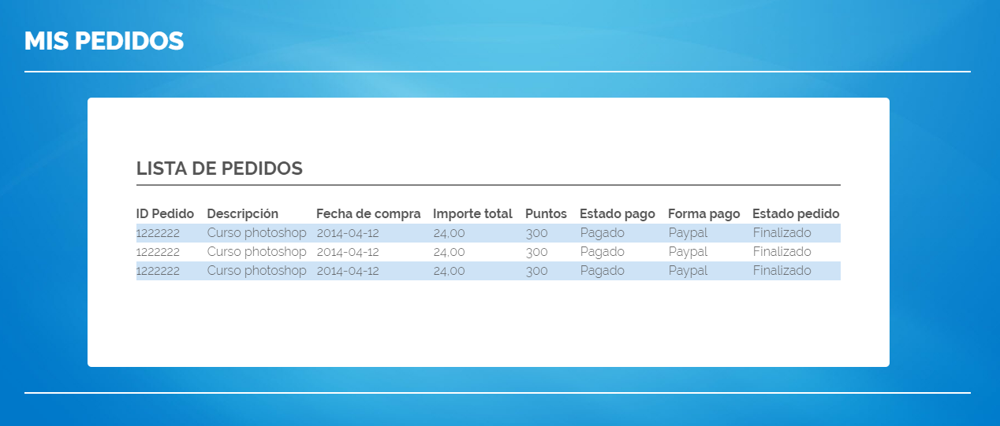 MIS PEDIDOS
LISTA DE PEDIDOS
ID Pedido Descripción Fecha de compra Importe total Puntos Estado pago Forma pago Estado pedido
1222222 Curso photoshop 2014-04-12 24,00 300 Pagado Paypal Finalizado
1222222 Curso photoshop 2014-04-12 24,00 300 Pagado Paypal Finalizado
1222222 Curso photoshop 2014-04-12 24,00 300 Pagado Paypal Finalizado